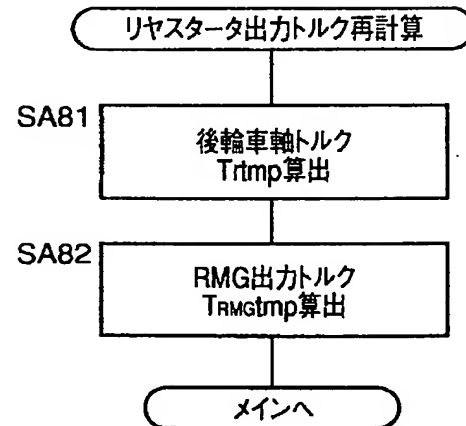 リヤスタータ出力トルク再計算
SA81
後輪車軸トルク
Trtmp算出
SA82
RMG出力トルク
TRMGtmp算出
メインへ